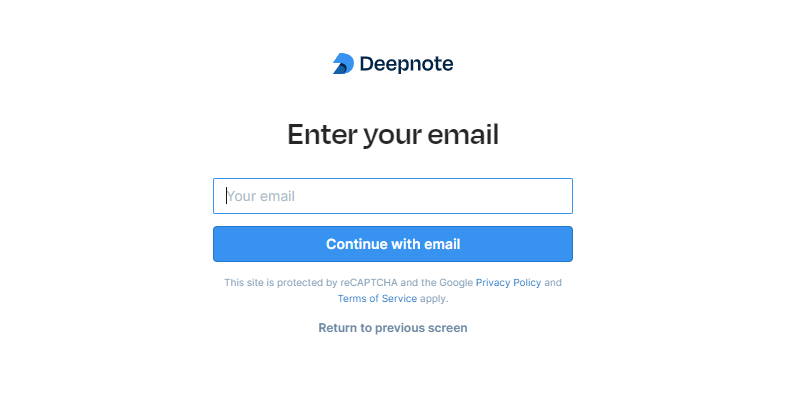 Deepnote
Enter your email
Your email
Continue with email
This site is protected by reCAPTCHA and the Google Privacy Policy and
Terms of Service apply.
Return to previous screen